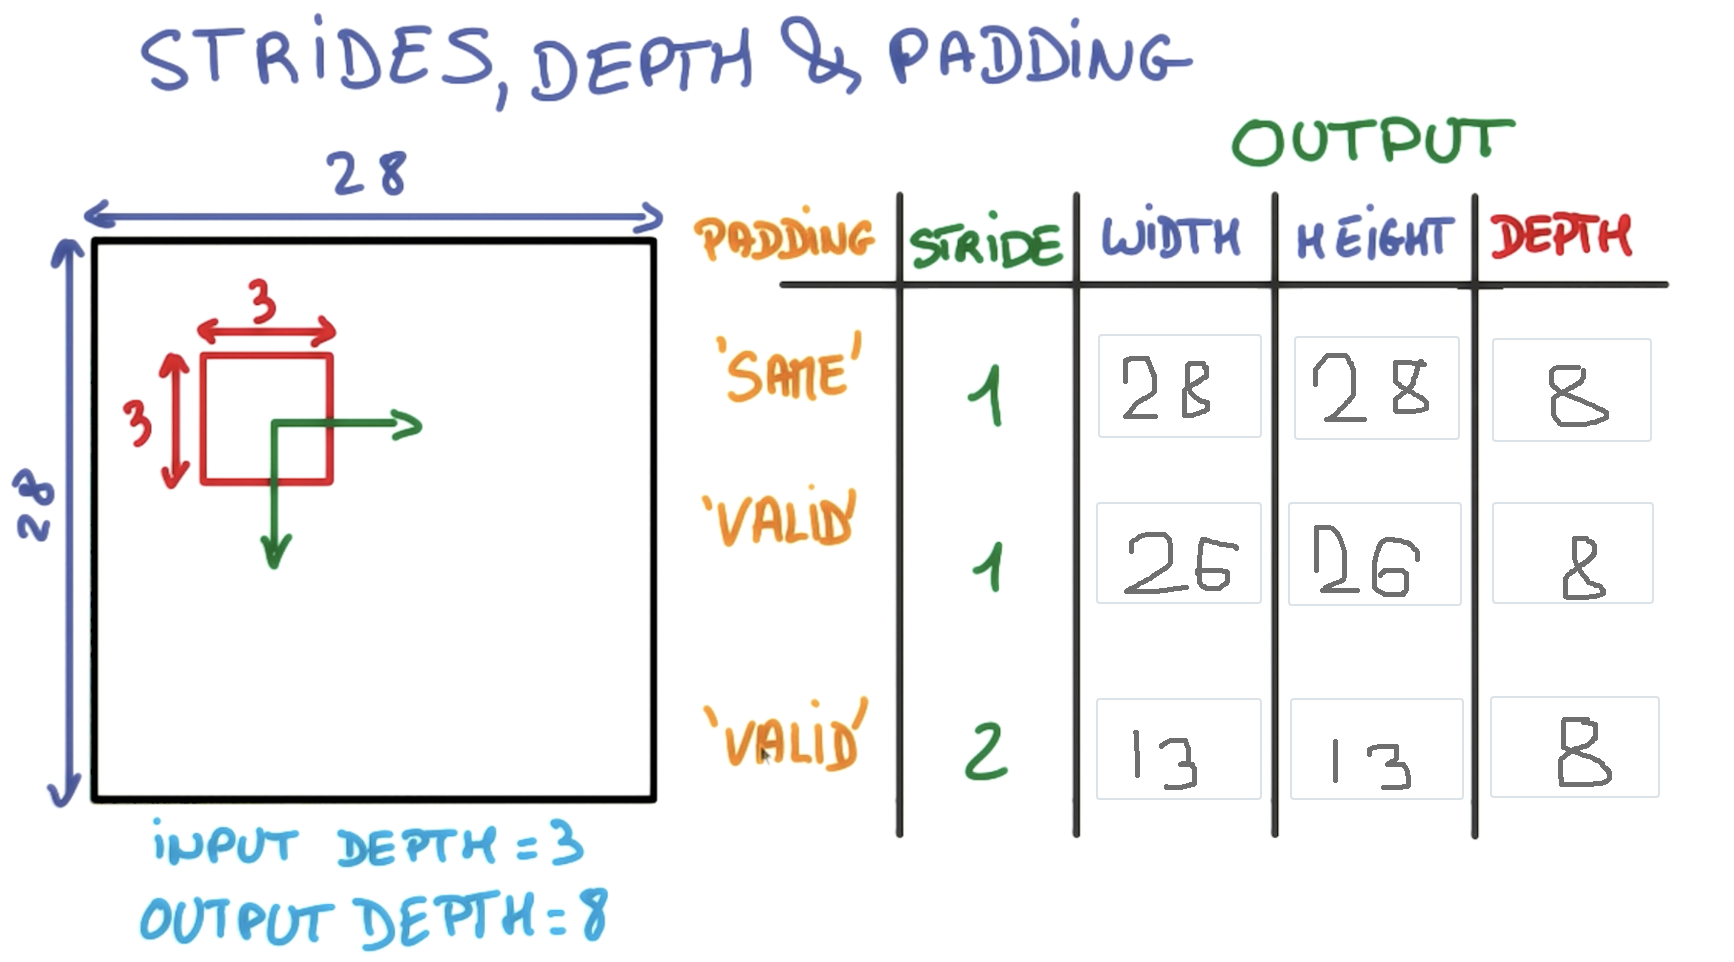 STRIDES, DEPTH & PADDING
OUTPUT
28
PADDING STRIDE WIDTH HEIGHT DEPTH
3
'SAME' 1 28 28 8
3
28
'VALID' 1 26 26 8
'VALID' 2 13 13 8
INPUT DEPTH = 3
OUTPUT DEPTH = 8